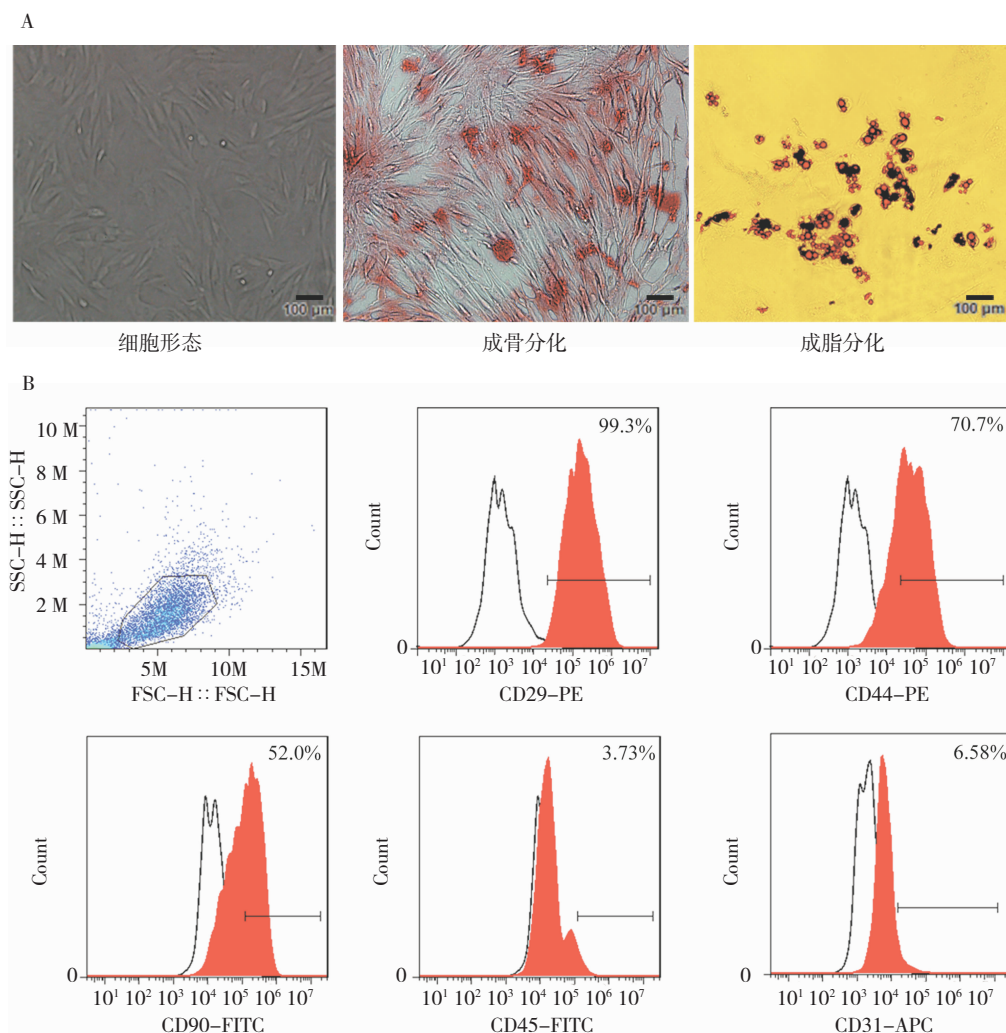 A
100 μm
100 μm
100 μm
细胞形态
成骨分化
成脂分化
B
SSC-H :: SSC-H
10 M
8 M
6 M
4 M
2 M
5M
10M
15M
FSC-H :: FSC-H
99.3%
Count
0
10¹ 10² 10³ 10⁴ 10⁵ 10⁶ 10⁷
CD29-PE
70.7%
Count
0
10¹ 10² 10³ 10⁴ 10⁵ 10⁶ 10⁷
CD44-PE
52.0%
Count
0
10¹ 10² 10³ 10⁴ 10⁵ 10⁶ 10⁷
CD90-FITC
3.73%
Count
0
10¹ 10² 10³ 10⁴ 10⁵ 10⁶ 10⁷
CD45-FITC
6.58%
Count
0
10¹ 10² 10³ 10⁴ 10⁵ 10⁶ 10⁷
CD31-APC